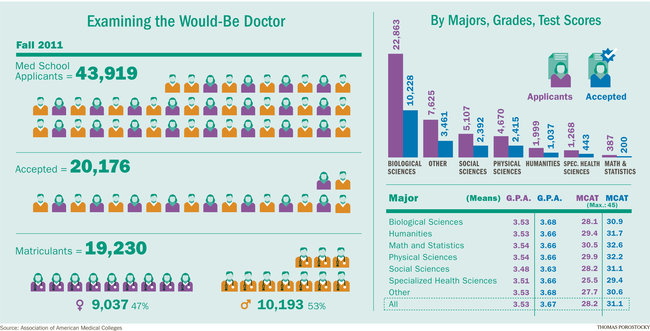 Examining the Would-Be Doctor
Fall 2011
Med School
Applicants = 43,919
Accepted = 20,176
Matriculants = 19,230
♀ 9,037 47%
♂ 10,193 53%
By Majors, Grades, Test Scores
Applicants
Accepted
22,863
10,228
7,625
3,461
5,107
2,392
4,670
2,415
1,999
1,037
1,268
443
387
200
BIOLOGICAL
SCIENCES
OTHER
SOCIAL
SCIENCES
PHYSICAL
SCIENCES
HUMANITIES
SPEC. HEALTH
SCIENCES
MATH &
STATISTICS
Major (Means) G.P.A. G.P.A. MCAT MCAT
(Max.: 45)
Biological Sciences 3.53 3.68 28.1 30.9
Humanities 3.53 3.66 29.4 31.7
Math and Statistics 3.54 3.66 30.5 32.6
Physical Sciences 3.54 3.66 29.9 32.2
Social Sciences 3.48 3.63 28.2 31.1
Specialized Health Sciences 3.51 3.66 25.5 29.4
Other 3.53 3.68 27.7 30.6
All 3.53 3.67 28.2 31.1
Source: Association of American Medical Colleges
THOMAS POROSTOCKY